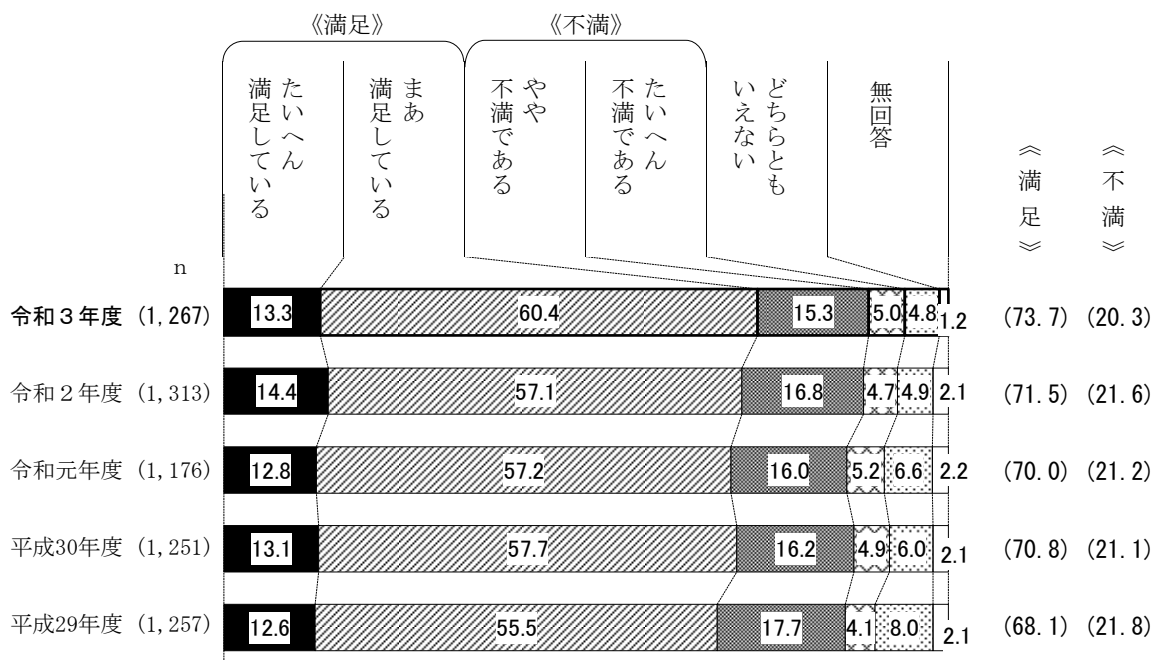 《満足》 《不満》
たいへん
満足している
まあ
満足している
やや
不満である
たいへん
不満である
どちらとも
いえない
無回答
《満足》
《不満》
n
令和３年度 (1,267) 13.3 60.4 15.3 5.0 4.8 1.2 (73.7) (20.3)
令和２年度 (1,313) 14.4 57.1 16.8 4.7 4.9 2.1 (71.5) (21.6)
令和元年度 (1,176) 12.8 57.2 16.0 5.2 6.6 2.2 (70.0) (21.2)
平成30年度 (1,251) 13.1 57.7 16.2 4.9 6.0 2.1 (70.8) (21.1)
平成29年度 (1,257) 12.6 55.5 17.7 4.1 8.0 2.1 (68.1) (21.8)